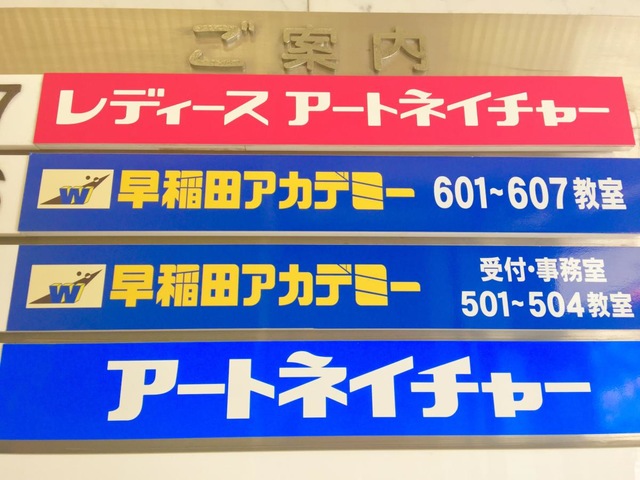 ご案内
7
レディース アートネイチャー
W 早稲田アカデミー 601~607教室
W 早稲田アカデミー 受付・事務室
501~504教室
アートネイチャー